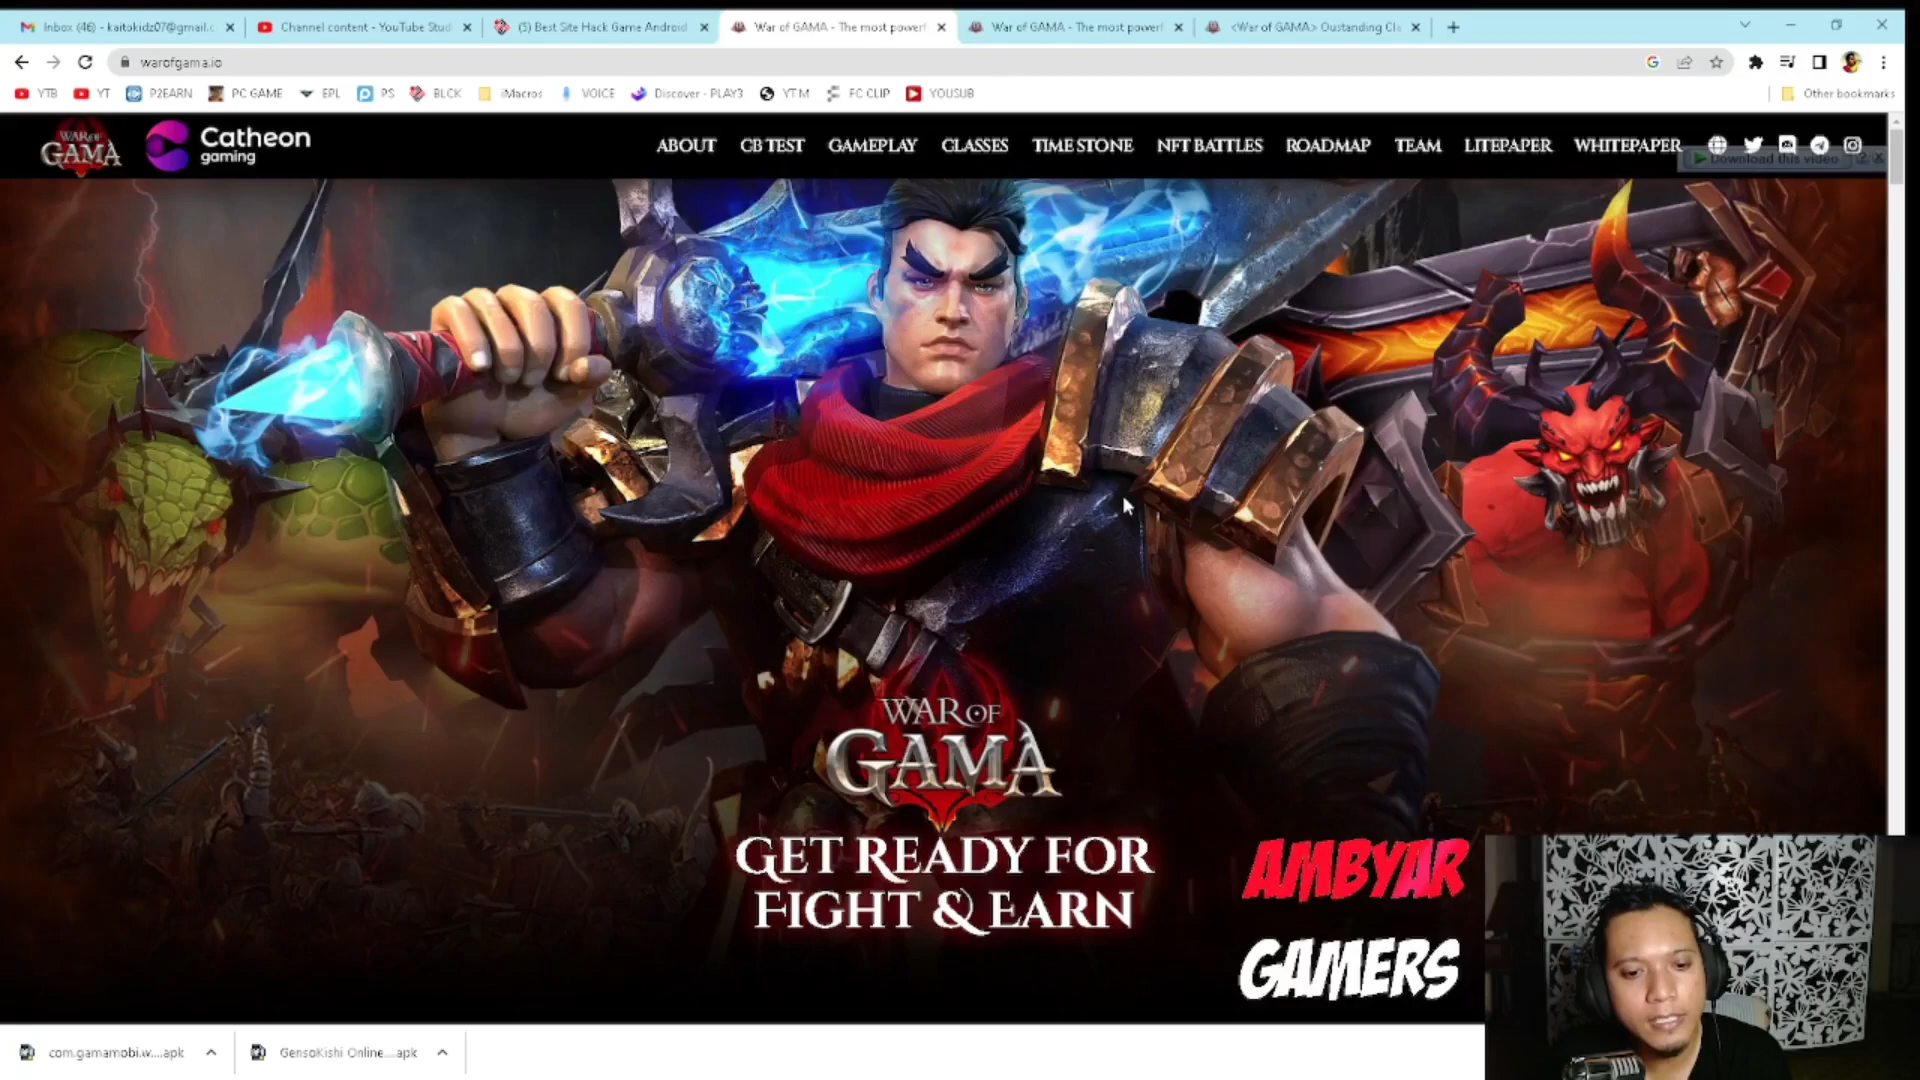 Inbox (46) - kaitokidz07@gmail.c
Channel content - YouTube Studi
(5) Best Site Hack Game Android
War of GAMA - The most powerf
War of GAMA - The most powerf
<War of GAMA> Oustanding Cla
warofgama.io
YTB
YT
P2EARN
PC GAME
EPL
PS
BLCK
iMacros
VOICE
Discover - PLAY3
YT M
FC CLIP
YOUSUB
Other bookmarks
WAR OF
GAMA
Catheon
gaming
ABOUT
CB TEST
GAMEPLAY
CLASSES
TIME STONE
NFT BATTLES
ROADMAP
TEAM
LITEPAPER
WHITEPAPER
Download this video
WAR OF
GAMA
GET READY FOR
FIGHT & EARN
AMBYAR
GAMERS
com.gamamobi.w....apk
GensoKishi Online....apk